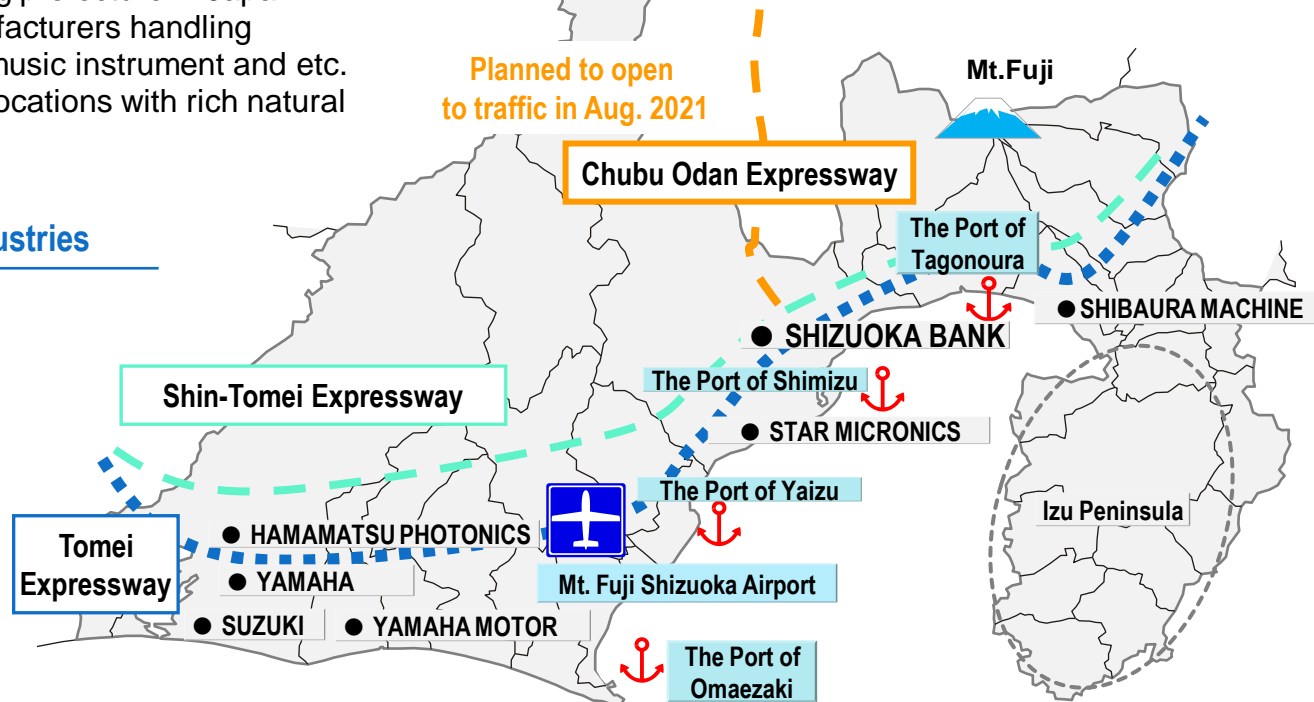 facturers handling
music instrument and etc.
ocations with rich natural
ustries
Planned to open
to traffic in Aug. 2021
Mt.Fuji
Chubu Odan Expressway
The Port of
Tagonoura
SHIBAURA MACHINE
SHIZUOKA BANK
The Port of Shimizu
Shin-Tomei Expressway
STAR MICRONICS
The Port of Yaizu
Izu Peninsula
HAMAMATSU PHOTONICS
Tomei
Expressway
YAMAHA
Mt. Fuji Shizuoka Airport
SUZUKI
YAMAHA MOTOR
The Port of
Omaezaki